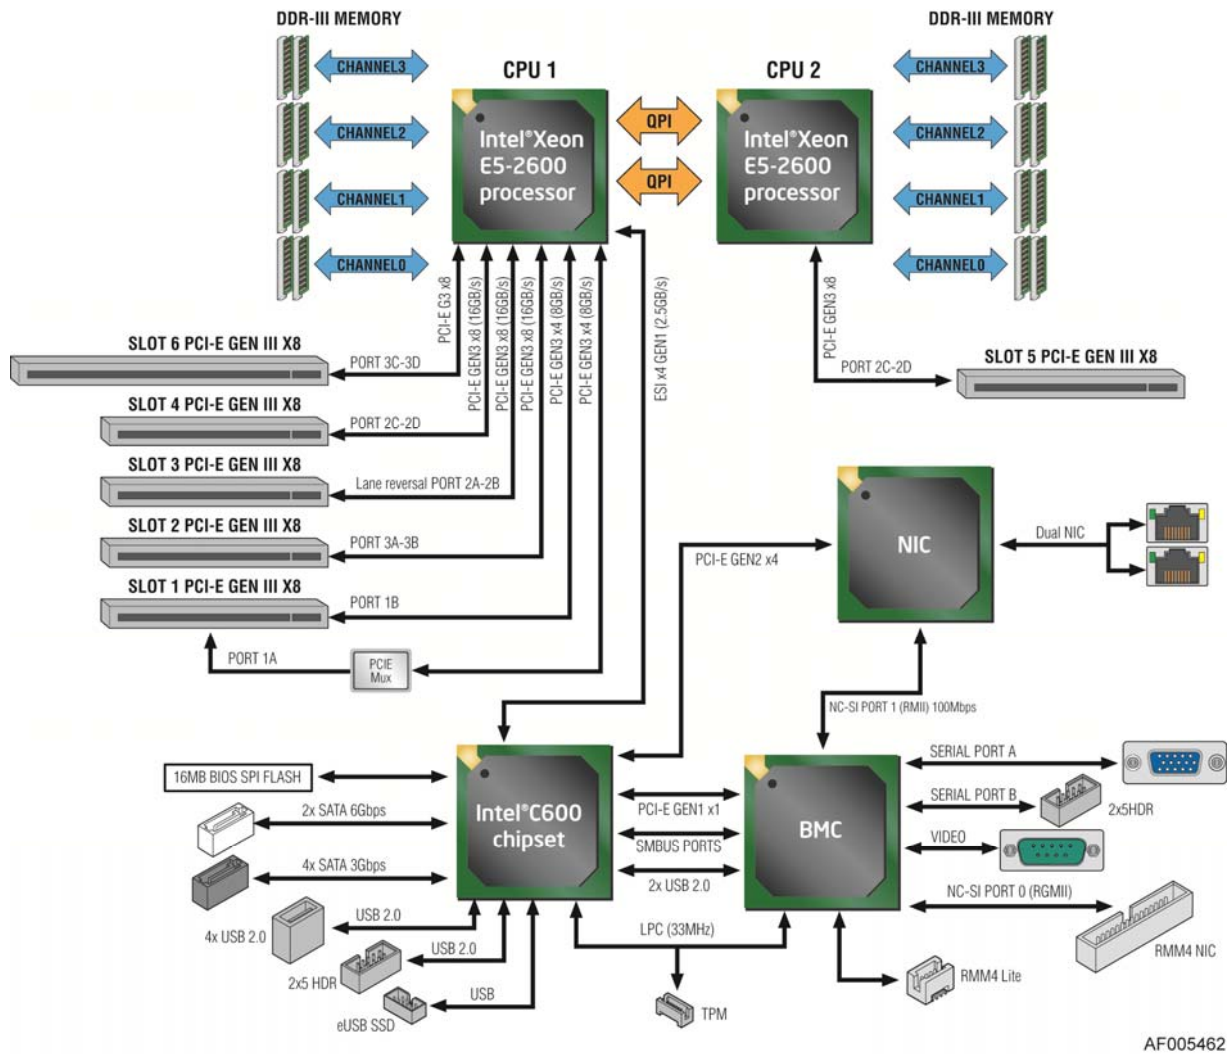 DDR-III MEMORY
DDR-III MEMORY
CPU 1
CPU 2
CHANNEL3
CHANNEL2
CHANNEL1
CHANNEL0
Intel®Xeon
E5-2600
processor
QPI
QPI
Intel®Xeon
E5-2600
processor
CHANNEL3
CHANNEL2
CHANNEL1
CHANNEL0
PCI-E G3 x8
PCI-E GEN3 x8 (16GB/s)
PCI-E GEN3 x8 (16GB/s)
PCI-E GEN3 x8 (16GB/s)
PCI-E GEN3 x4 (8GB/s)
PCI-E GEN3 x4 (8GB/s)
ESI x4 GEN1 (2.5GB/s)
PCI-E GEN3 x8
SLOT 6 PCI-E GEN III X8
PORT 3C-3D
PORT 2C-2D
SLOT 5 PCI-E GEN III X8
SLOT 4 PCI-E GEN III X8
PORT 2C-2D
SLOT 3 PCI-E GEN III X8
Lane reversal PORT 2A-2B
SLOT 2 PCI-E GEN III X8
PORT 3A-3B
SLOT 1 PCI-E GEN III X8
PORT 1B
PORT 1A
PCIE
Mux
PCI-E GEN2 x4
NIC
Dual NIC
NC-SI PORT 1 (RMII) 100Mbps
16MB BIOS SPI FLASH
2x SATA 6Gbps
4x SATA 3Gbps
USB 2.0
4x USB 2.0
USB 2.0
2x5 HDR
USB
eUSB SSD
Intel®C600
chipset
PCI-E GEN1 x1
SMBUS PORTS
2x USB 2.0
LPC (33MHz)
TPM
BMC
SERIAL PORT A
SERIAL PORT B
2x5HDR
VIDEO
NC-SI PORT 0 (RGMII)
RMM4 NIC
RMM4 Lite
AF005462